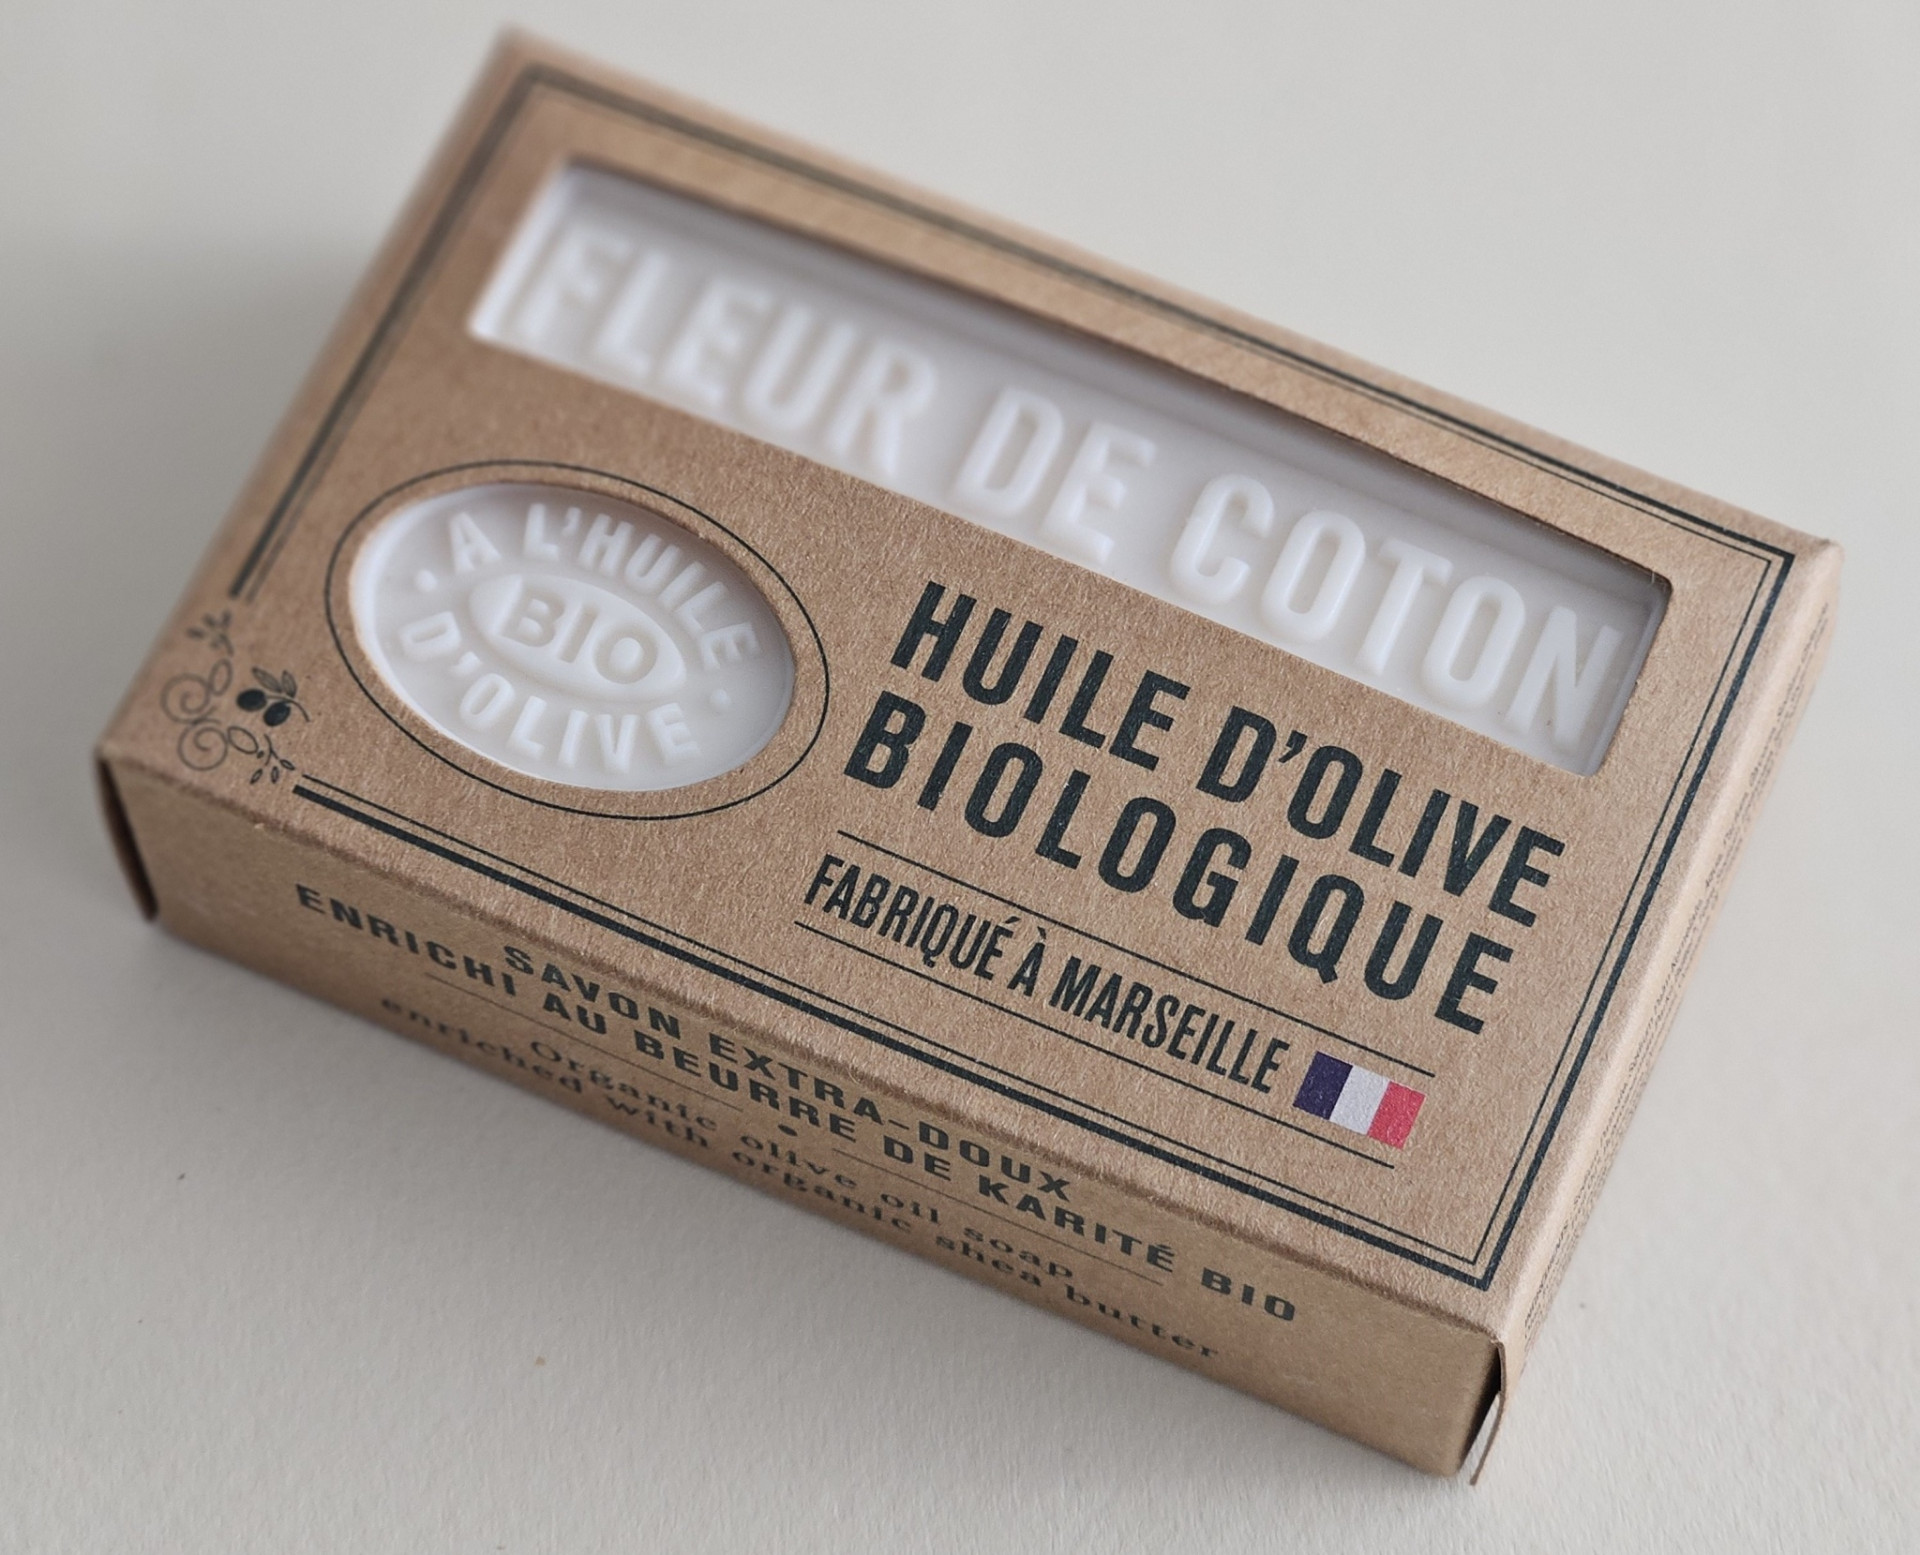 FLEUR DE COTON
A L'HUILE
BIO
D'OLIVE
HUILE D'OLIVE
BIOLOGIQUE
FABRIQUÉ À MARSEILLE
SAVON EXTRA-DOUX
ENRICHI AU BEURRE DE KARITÉ BIO
Organic olive oil soap
enriched with organic shea butter